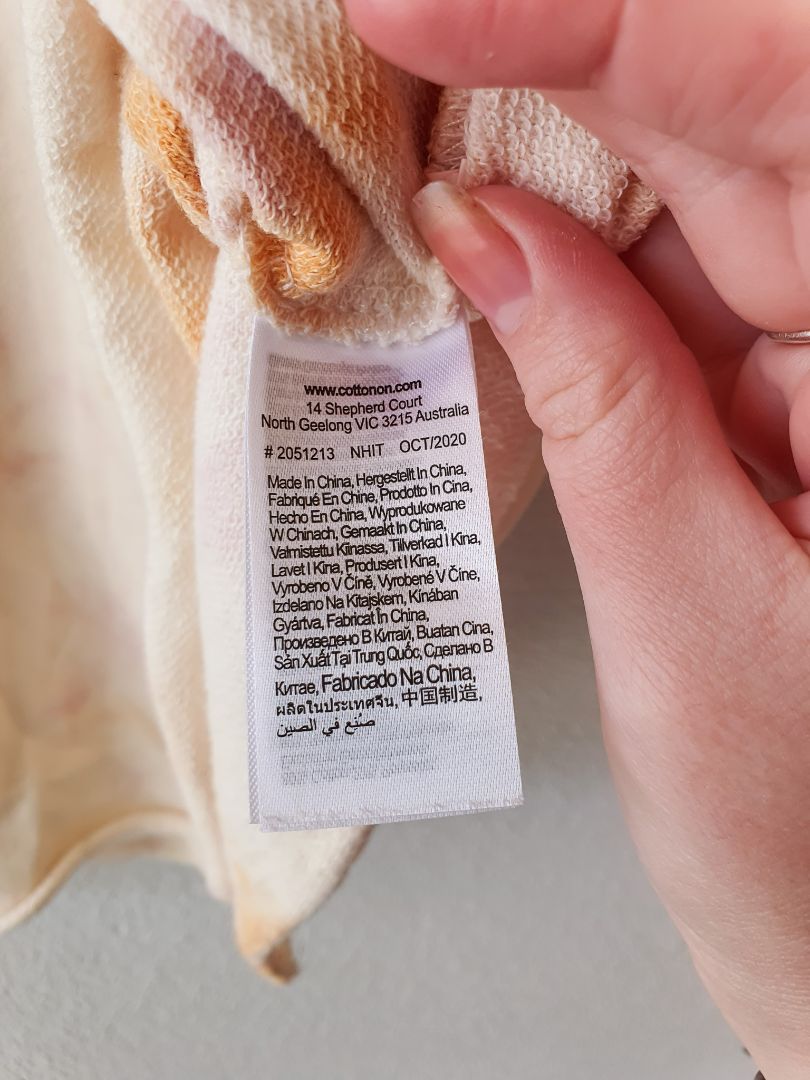 www.cottonon.com
14 Shepherd Court
North Geelong VIC 3215 Australia
# 2051213 NHIT OCT/2020
Made In China, Hergestellt In China,
Fabriqué En Chine, Prodotto In Cina,
Hecho En China, Wyprodukowane
W Chinach, Gemaakt In China,
Valmistettu Kiinassa, Tillverkad I Kina,
Lavet I Kina, Produsert I Kina,
Vyrobeno V Číně, Vyrobené V Číne,
Izdelano Na Kitajskem, Kínában
Gyártva, Fabricat În China,
Произведено В Китай, Buatan Cina,
Sản Xuất Tại Trung Quốc, Сделано В
Китае, Fabricado Na China,
ผลิตในประเทศจีน, 中国制造,
صُنع في الصين